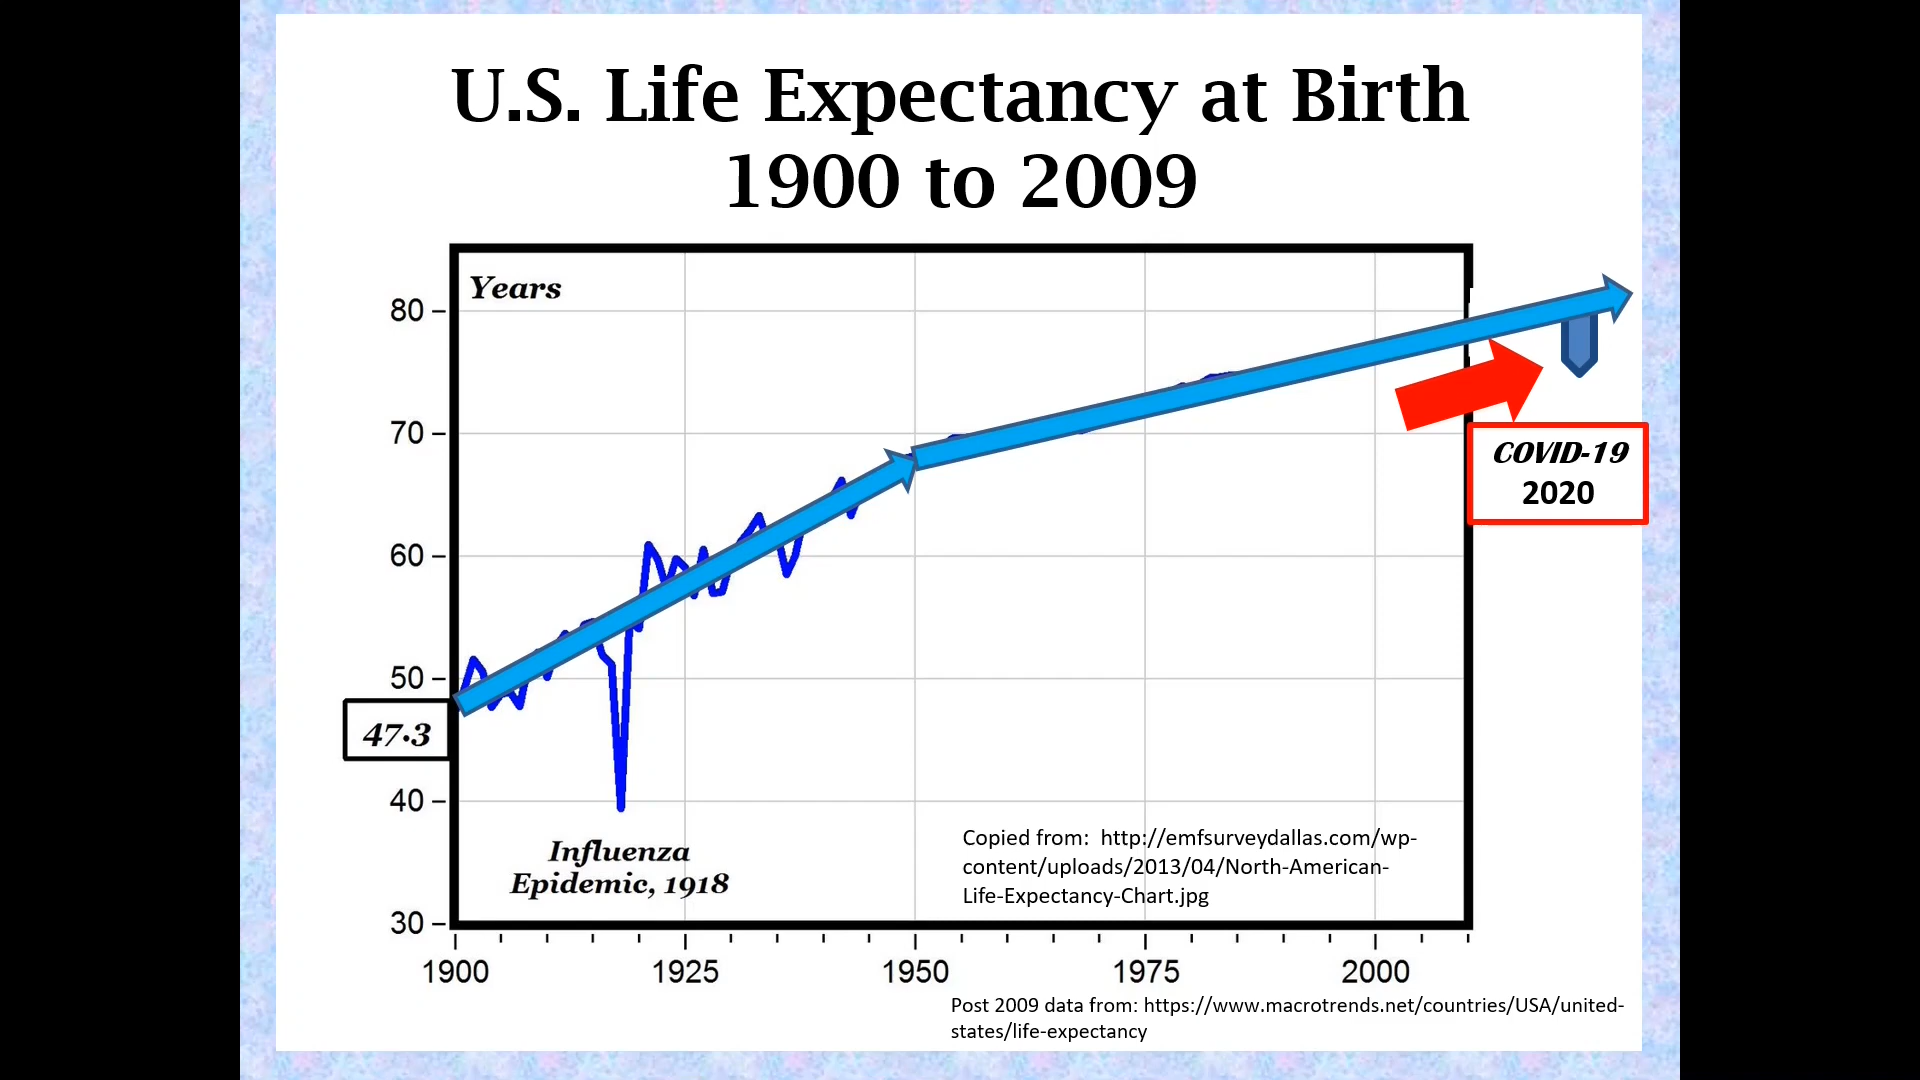 U.S. Life Expectancy at Birth
1900 to 2009
Years
80
70
60
50
47.3
40
30
COVID-19
2020
Influenza
Epidemic, 1918
Copied from: http://emfsurveydallas.com/wp-
content/uploads/2013/04/North-American-
Life-Expectancy-Chart.jpg
1900 1925 1950 1975 2000
Post 2009 data from: https://www.macrotrends.net/countries/USA/united-
states/life-expectancy